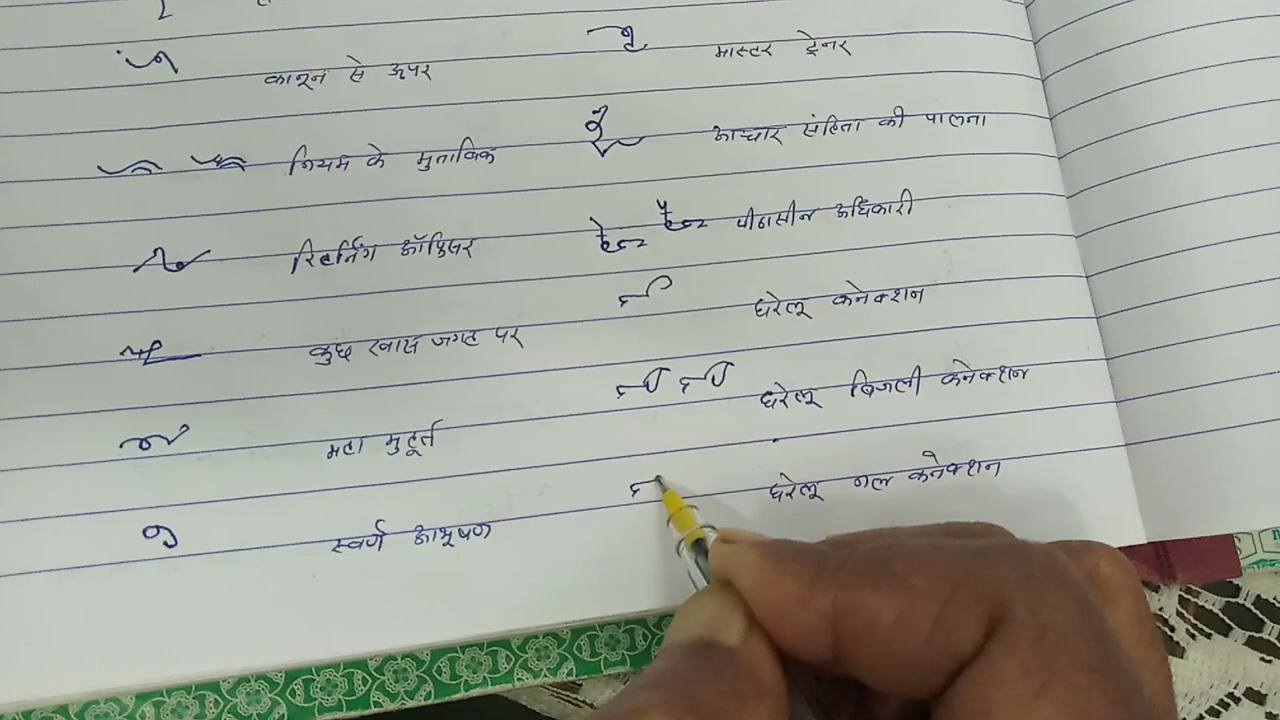 कानून से ऊपर
मास्टर ट्रेनर
नियम के मुताबिक
आचार संहिता की पालना
रिटर्निंग ऑफिसर
पीठासीन अधिकारी
कुछ खास जगह पर
घरेलू कनेक्शन
महा मुहूर्त
घरेलू बिजली कनेक्शन
स्वर्ण आभूषण
घरेलू नल कनेक्शन